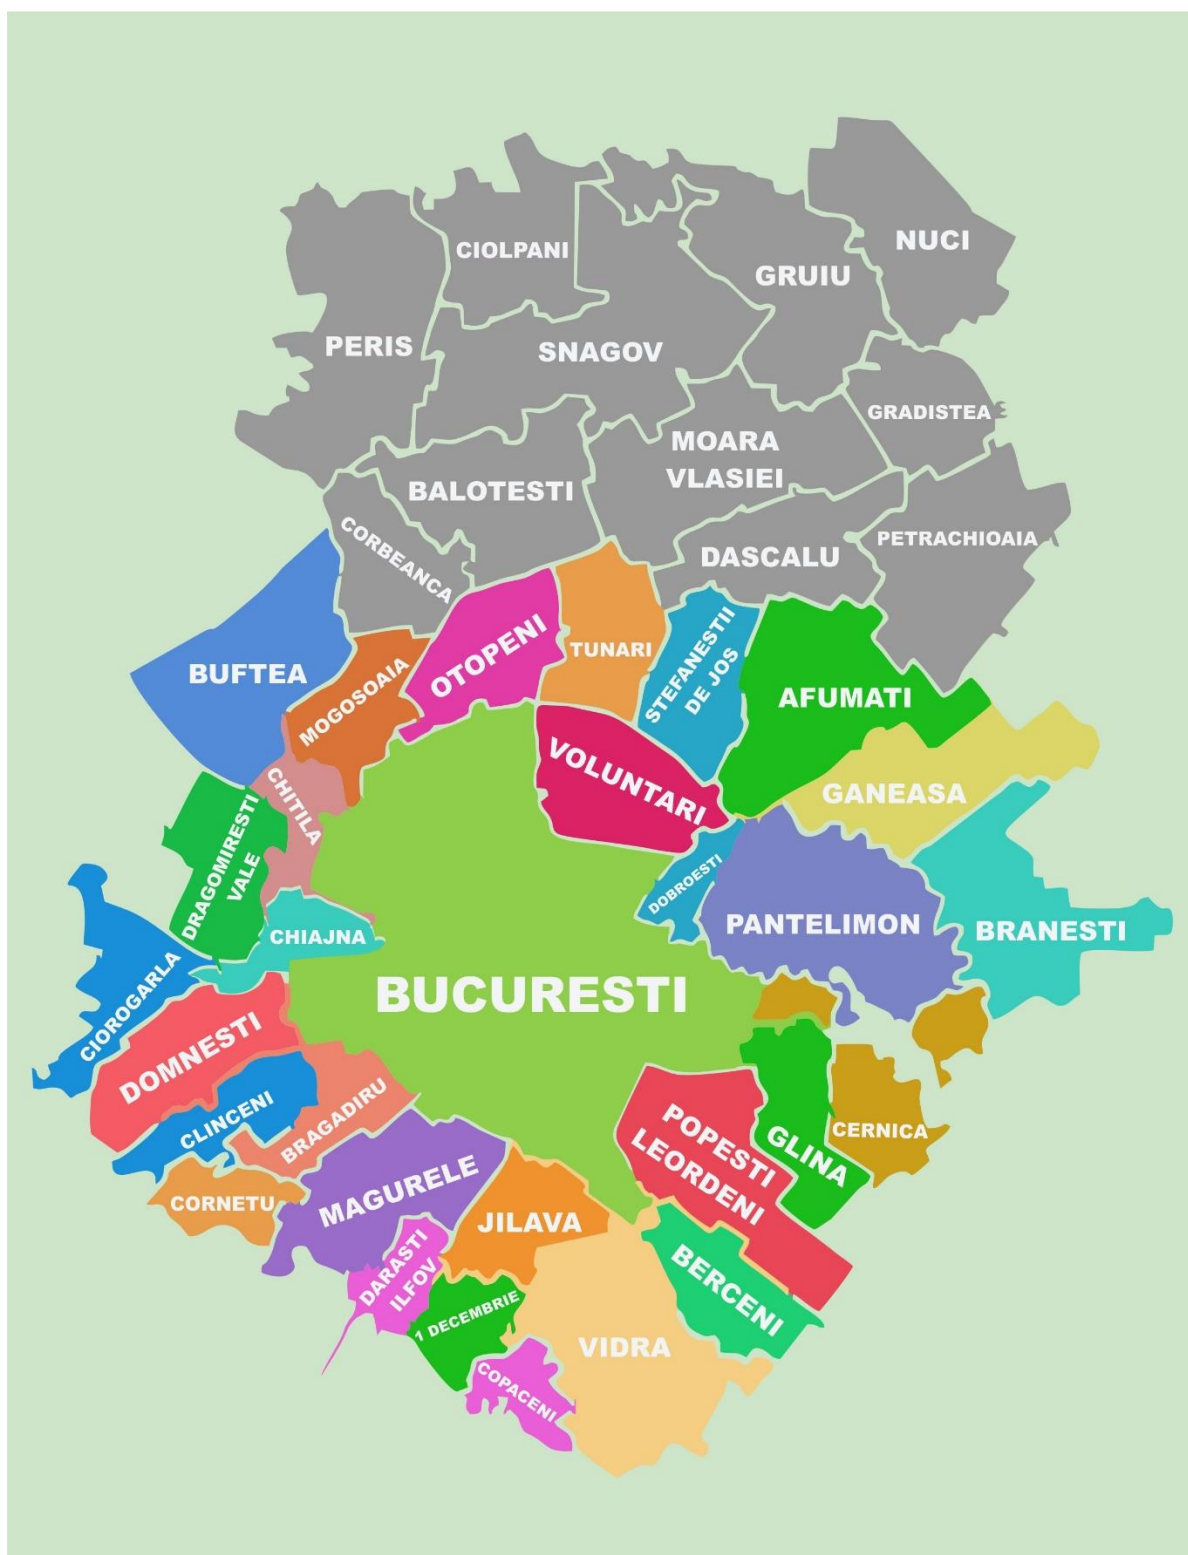 NUCI
CIOLPANI
GRUIU
PERIS
SNAGOV
GRADISTEA
MOARA
VLASIEI
BALOTESTI
CORBEANCA
DASCALU
PETRACHIOAIA
BUFTEA
MOGOSOAIA
OTOPENI
TUNARI
STEFANESTII
DE JOS
AFUMATI
VOLUNTARI
GANEASA
CHITILA
DRAGOMIRESTI
VALE
DOBROESTI
PANTELIMON
BRANESTI
CHIAJNA
BUCURESTI
CIOROGARLA
DOMNESTI
CLINCENI
BRAGADIRU
POPESTI
LEORDENI
GLINA
CERNICA
CORNETU
MAGURELE
JILAVA
DARASTI
ILFOV
BERCENI
1 DECEMBRIE
VIDRA
COPACENI